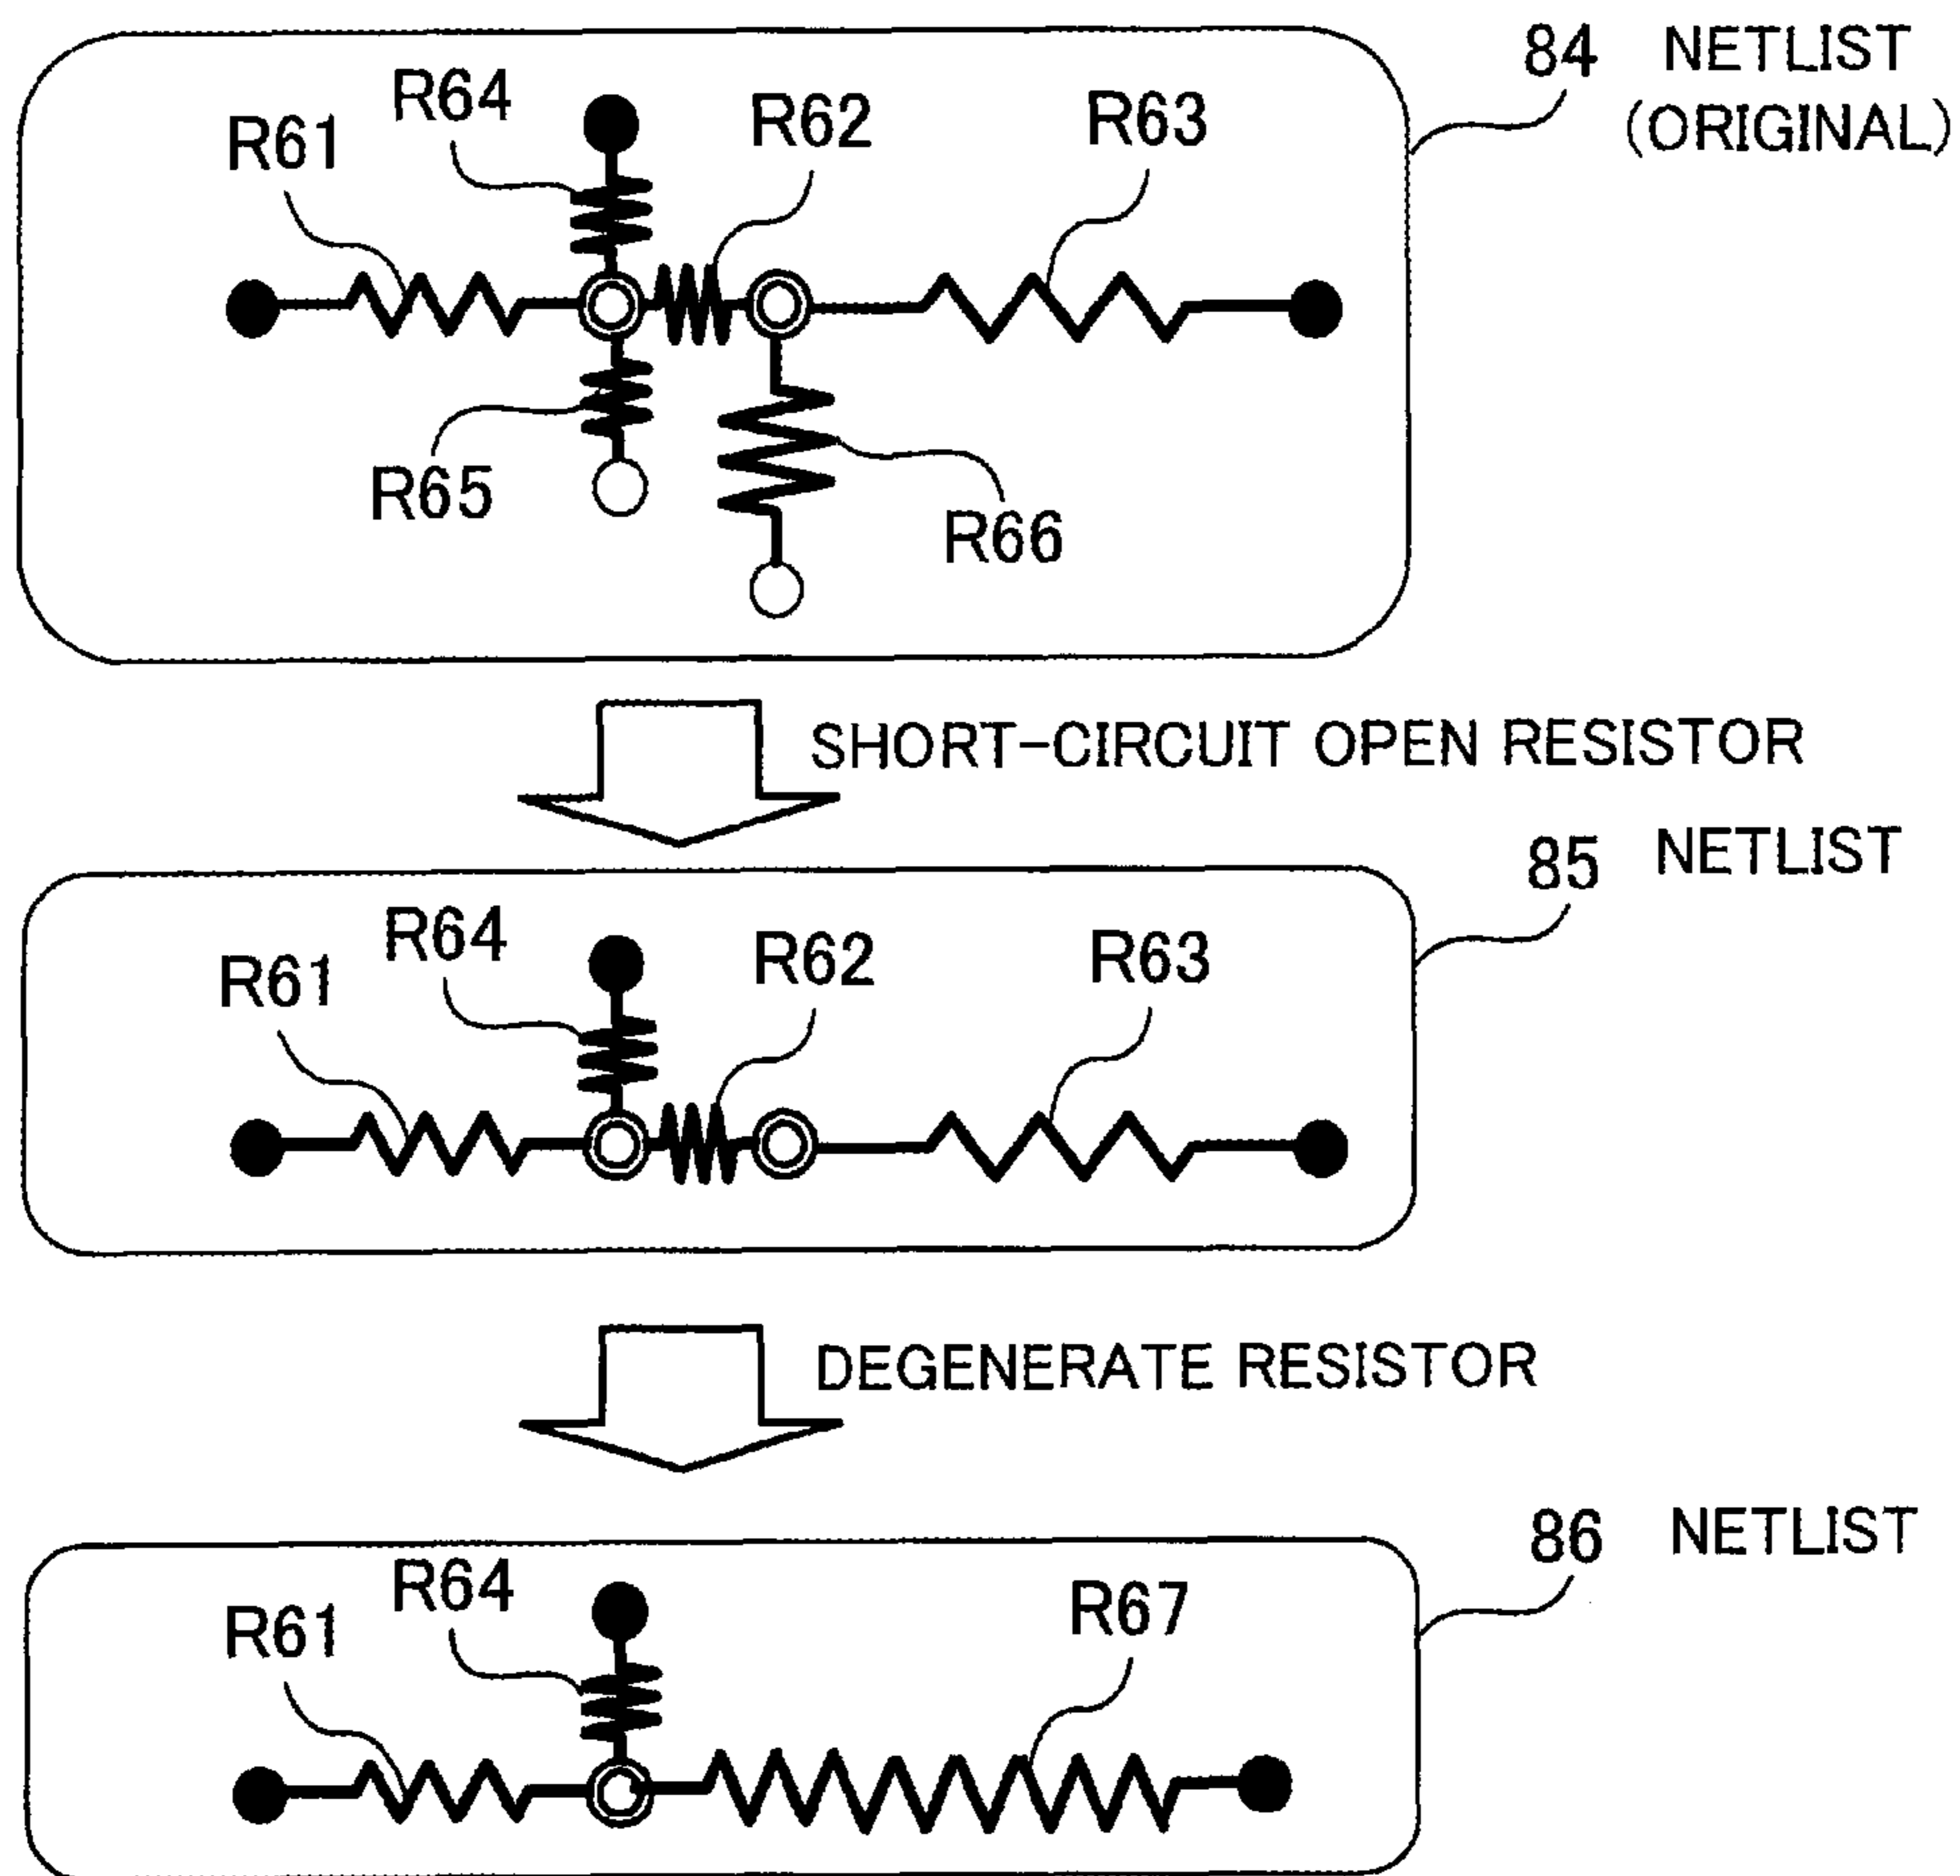 84 NETLIST
(ORIGINAL)
R64
R62
R63
R61
R65
R66
SHORT-CIRCUIT OPEN RESISTOR
85 NETLIST
R64
R62
R63
R61
DEGENERATE RESISTOR
86 NETLIST
R64
R67
R61